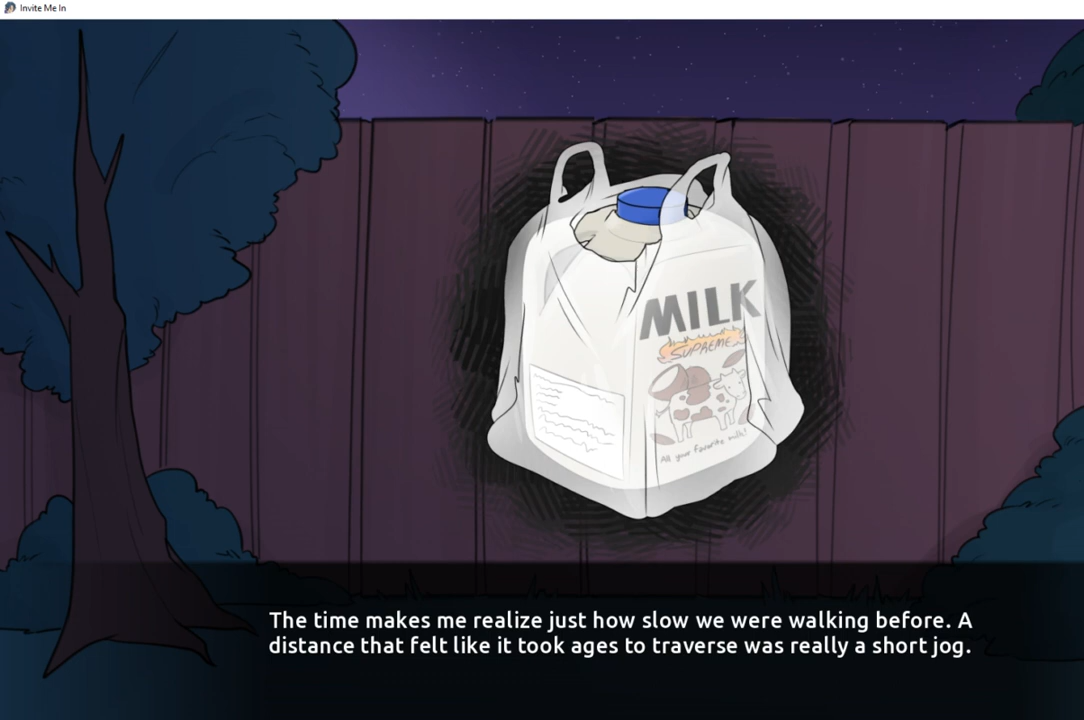 Invite Me In
MILK
SUPREME
All your favorite milk!
The time makes me realize just how slow we were walking before. A
distance that felt like it took ages to traverse was really a short jog.